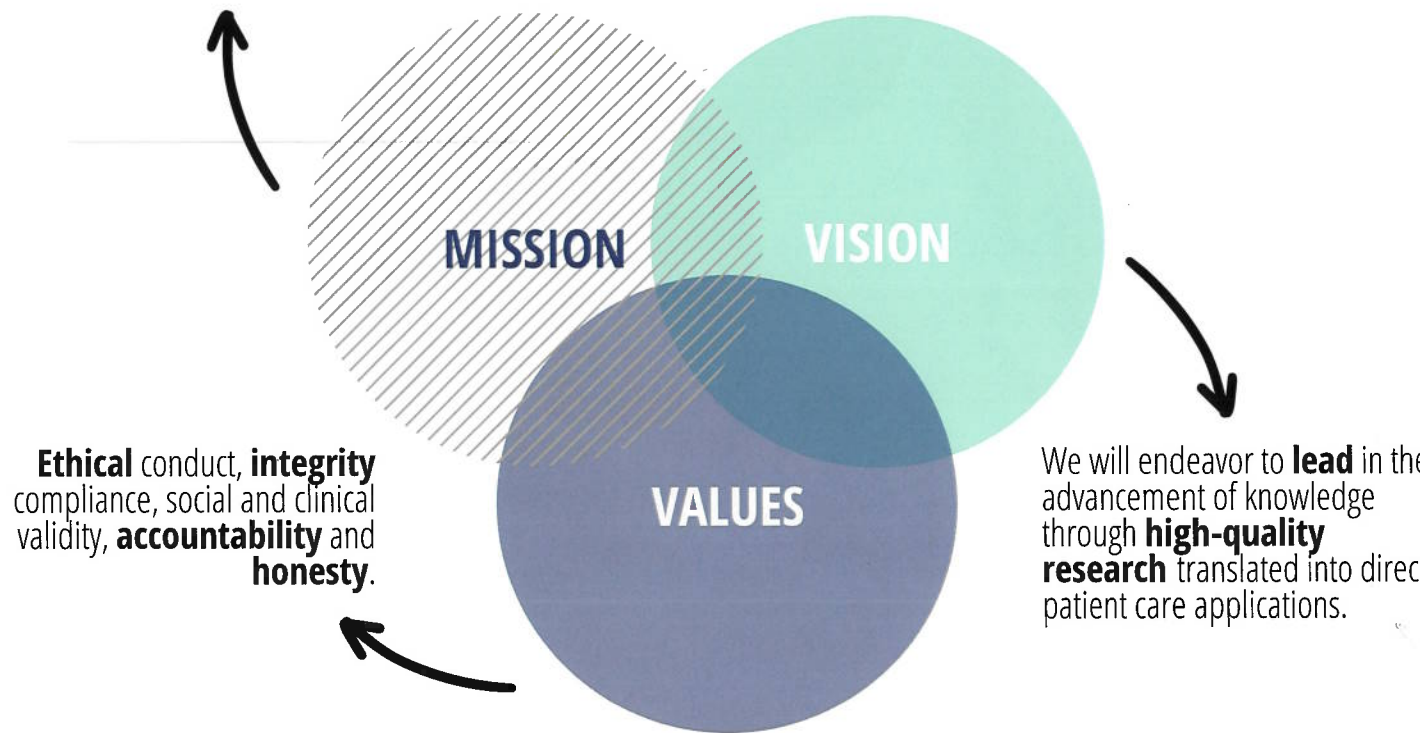 MISSION
VISION
VALUES
Ethical conduct, integrity
compliance, social and clinical
validity, accountability and
honesty.
We will endeavor to lead in the
advancement of knowledge
through high-quality
research translated into direc
patient care applications.